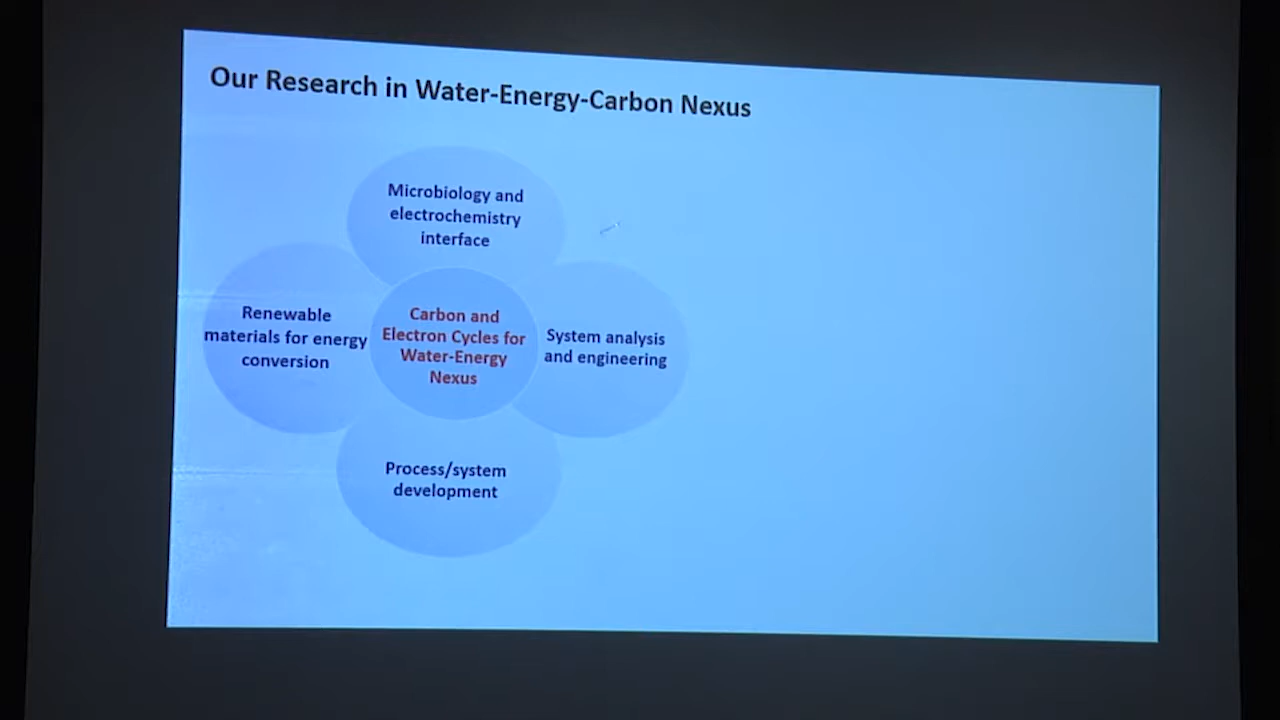 Our Research in Water-Energy-Carbon Nexus
Microbiology and
electrochemistry
interface
Renewable
materials for energy
conversion
Carbon and
Electron Cycles for
Water-Energy
Nexus
System analysis
and engineering
Process/system
development